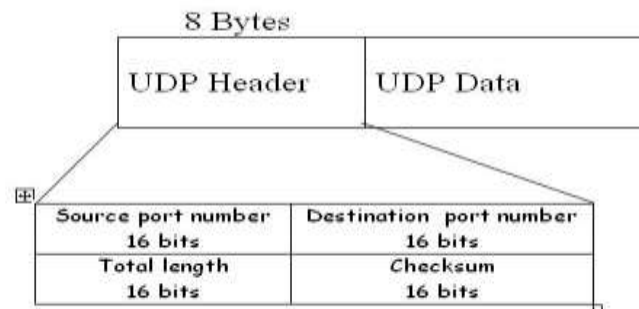 8 Bytes
UDP Header UDP Data
Source port number Destination port number
16 bits 16 bits
Total length Checksum
16 bits 16 bits